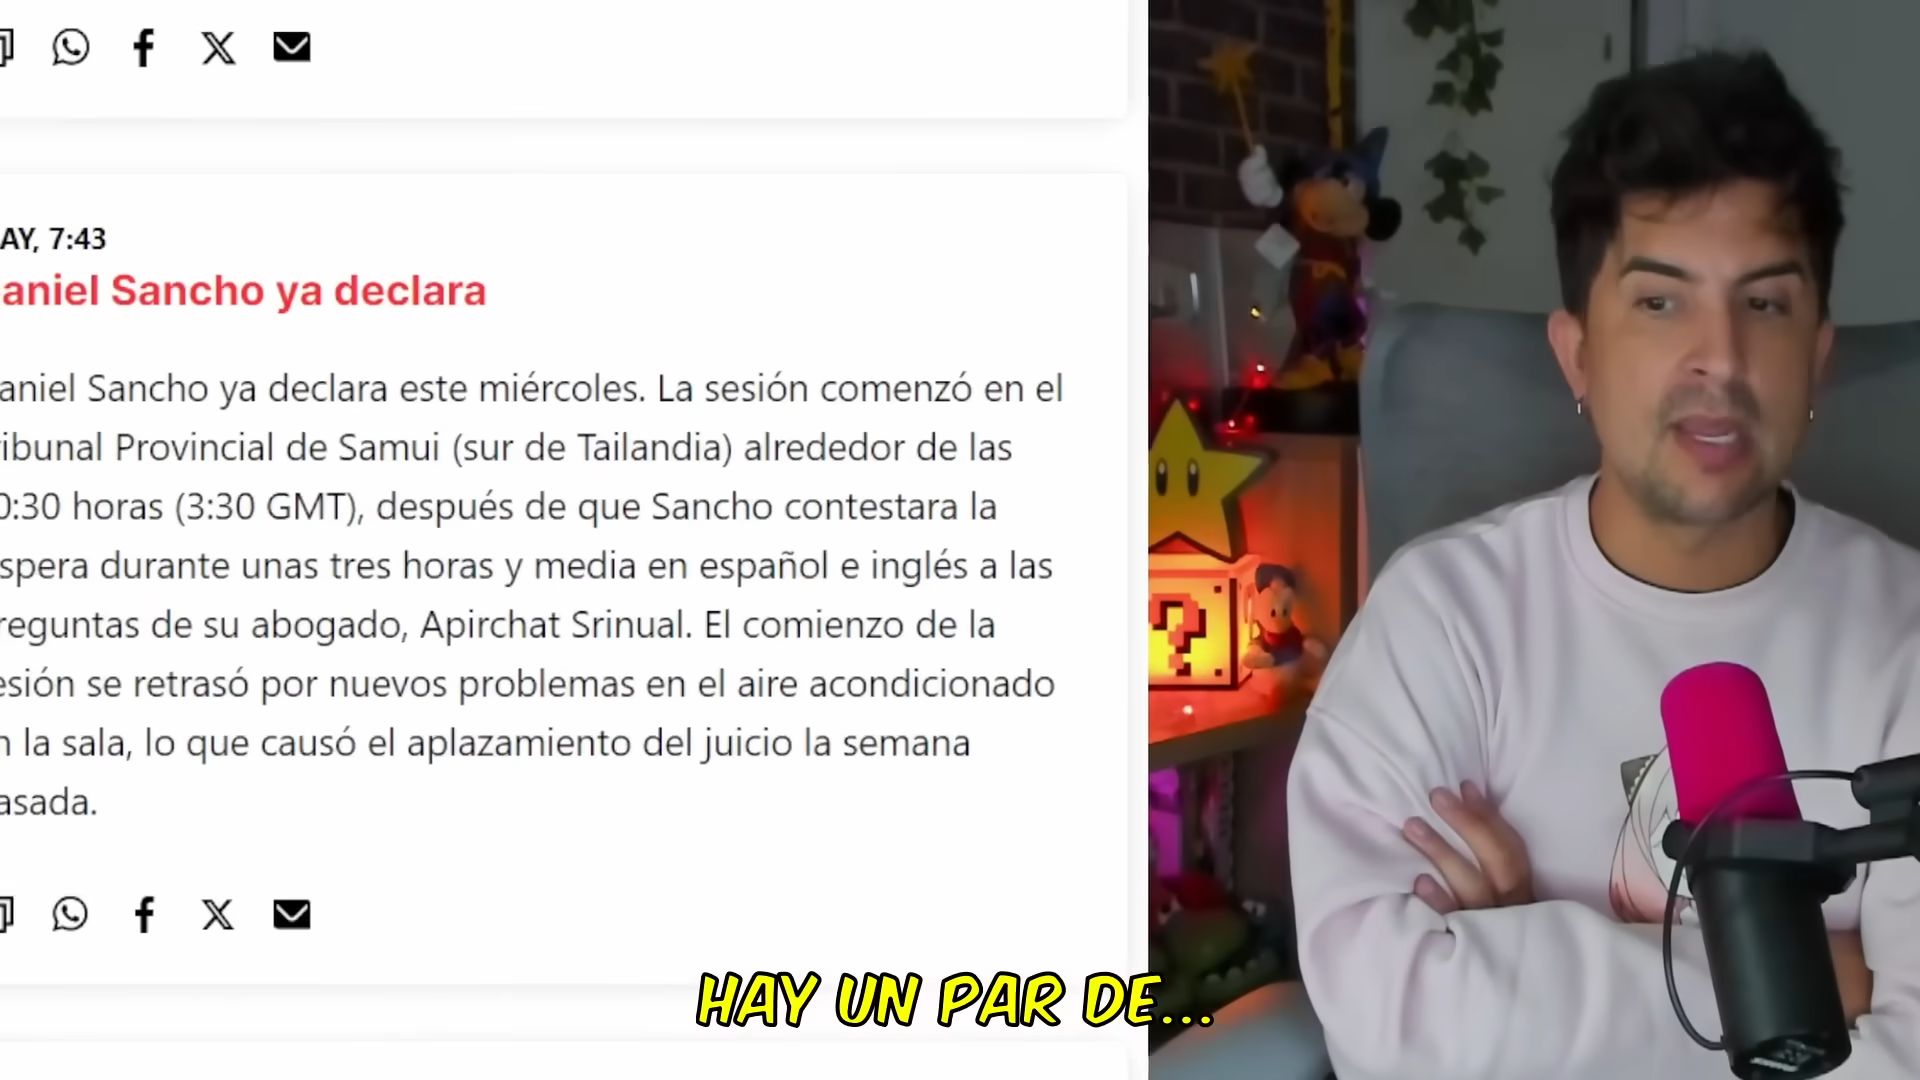 AY, 7:43
aniel Sancho ya declara
aniel Sancho ya declara este miércoles. La sesión comenzó en el
ribunal Provincial de Samui (sur de Tailandia) alrededor de las
0:30 horas (3:30 GMT), después de que Sancho contestara la
spera durante unas tres horas y media en español e inglés a las
reguntas de su abogado, Apirchat Srinual. El comienzo de la
esión se retrasó por nuevos problemas en el aire acondicionado
n la sala, lo que causó el aplazamiento del juicio la semana
asada.
HAY UN PAR DE...
?